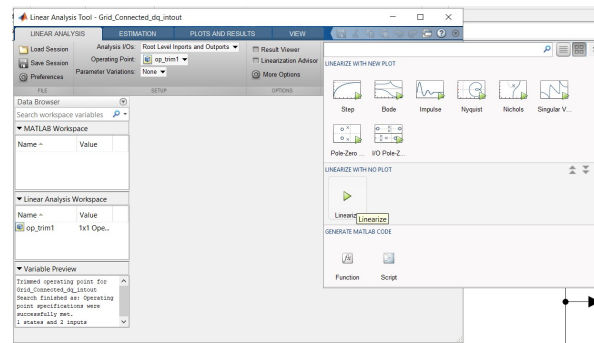 Linear Analysis Tool - Grid_Connected_dq_intout
LINEAR ANALYSIS ESTIMATION PLOTS AND RESULTS VIEW
Load Session
Save Session
Preferences
FILE
Analysis I/Os: Root Level Inports and Outports
Operating Point: op_trim1
Parameter Variations: None
SETUP
Result Viewer
Linearization Advisor
More Options
OPTIONS
LINEARIZE WITH NEW PLOT
Step Bode Impulse Nyquist Nichols Singular V...
Pole-Zero ... I/O Pole-Z...
LINEARIZE WITH NO PLOT
Lineariz
Linearize
GENERATE MATLAB CODE
Function Script
Data Browser
Search workspace variables
MATLAB Workspace
Name Value
Linear Analysis Workspace
Name Value
op_trim1 1x1 Ope...
Variable Preview
Trimmed operating point for
Grid_Connected_dq_intout
Search finished as: Operating
point specifications were
successfully met.
1 states and 2 inputs